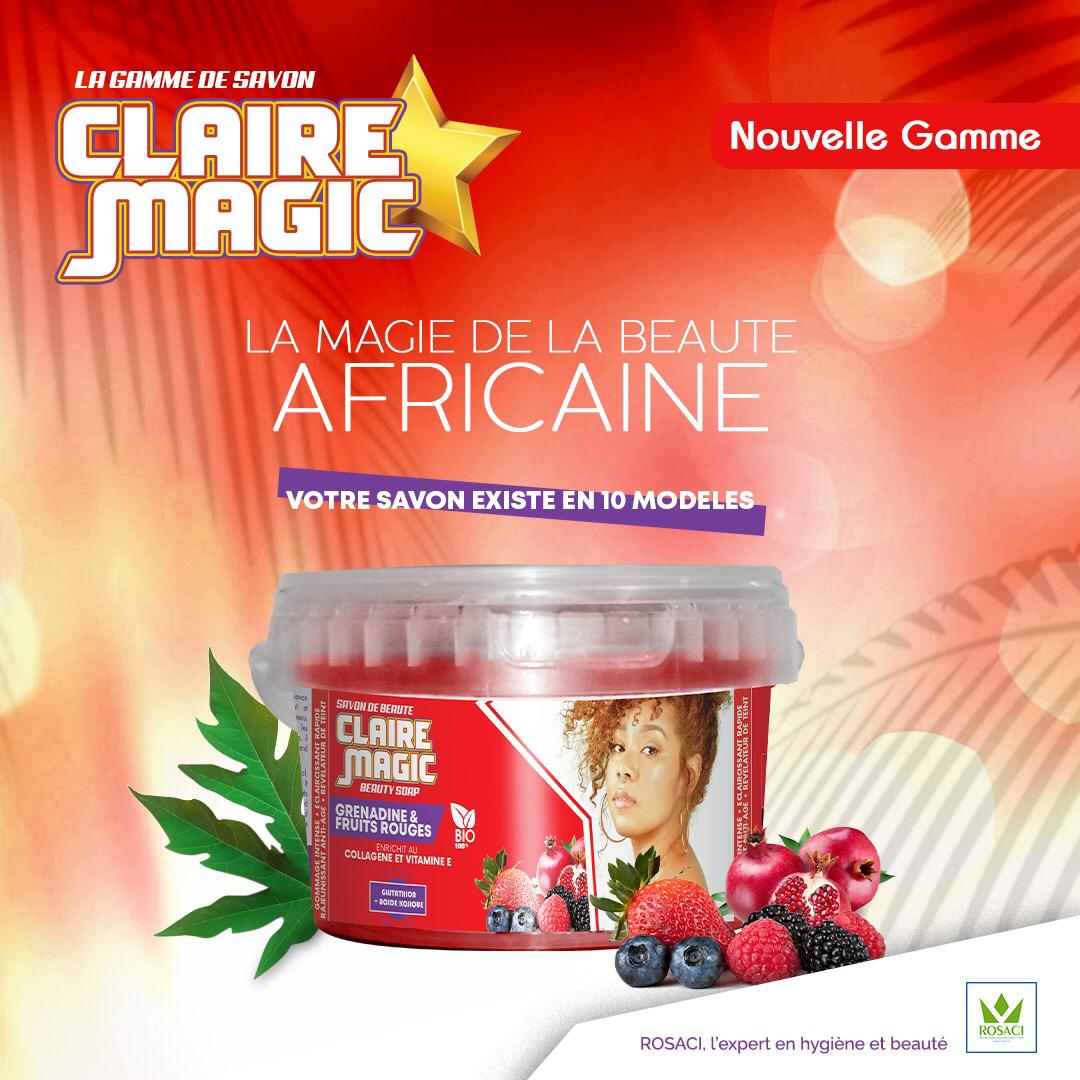 LA GAMME DE SAVON
CLAIRE
MAGIC
Nouvelle Gamme
LA MAGIE DE LA BEAUTE
AFRICAINE
VOTRE SAVON EXISTE EN 10 MODELES
SAVON DE BEAUTE
CLAIRE
MAGIC
BEAUTY SOAP
GRENADINE &
FRUITS ROUGES
BIO
100%
ENRICHIT AU
COLLAGENE ET VITAMINE E
GLUTATHION
+ ACIDE KOJIQUE
GOMMAGE INTENSE • ECLAIRCISSANT RAPIDE
RAJEUNISSANT ANTI-AGE • REVELATEUR DE TEINT
INTENSE • ECLAIRCISSANT RAPIDE
ANTI-AGE • REVELATEUR DE TEINT
ROSACI, l'expert en hygiène et beauté
ROSACI